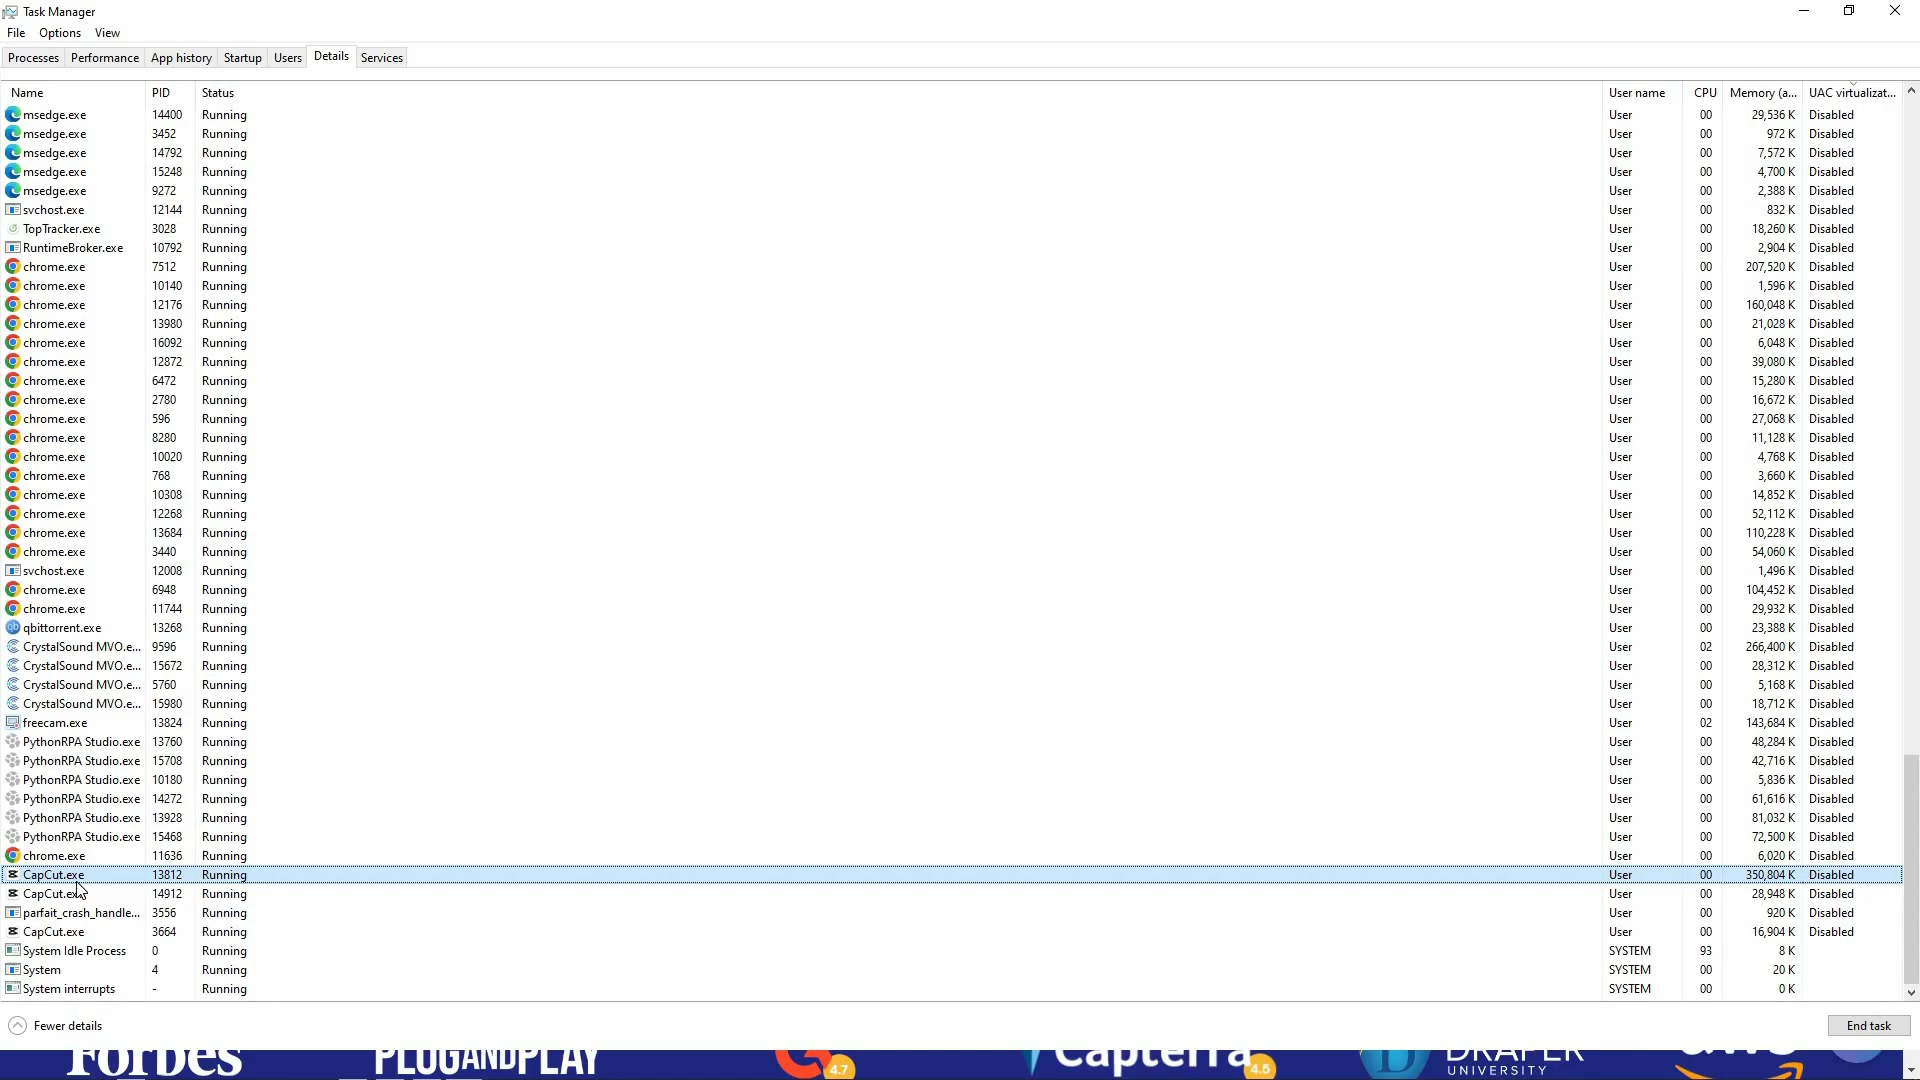 Task Manager
File Options View
Processes Performance App history Startup Users Details Services
Name PID Status User name CPU Memory (a... UAC virtualizat...
msedge.exe 14400 Running User 00 29,536 K Disabled
msedge.exe 3452 Running User 00 972 K Disabled
msedge.exe 14792 Running User 00 7,572 K Disabled
msedge.exe 15248 Running User 00 4,700 K Disabled
msedge.exe 9272 Running User 00 2,388 K Disabled
svchost.exe 12144 Running User 00 832 K Disabled
TopTracker.exe 3028 Running User 00 18,260 K Disabled
RuntimeBroker.exe 10792 Running User 00 2,904 K Disabled
chrome.exe 7512 Running User 00 207,520 K Disabled
chrome.exe 10140 Running User 00 1,596 K Disabled
chrome.exe 12176 Running User 00 160,048 K Disabled
chrome.exe 13980 Running User 00 21,028 K Disabled
chrome.exe 16092 Running User 00 6,048 K Disabled
chrome.exe 12872 Running User 00 39,080 K Disabled
chrome.exe 6472 Running User 00 15,280 K Disabled
chrome.exe 2780 Running User 00 16,672 K Disabled
chrome.exe 596 Running User 00 27,068 K Disabled
chrome.exe 8280 Running User 00 11,128 K Disabled
chrome.exe 10020 Running User 00 4,768 K Disabled
chrome.exe 768 Running User 00 3,660 K Disabled
chrome.exe 10308 Running User 00 14,852 K Disabled
chrome.exe 12268 Running User 00 52,112 K Disabled
chrome.exe 13684 Running User 00 110,228 K Disabled
chrome.exe 3440 Running User 00 54,060 K Disabled
svchost.exe 12008 Running User 00 1,496 K Disabled
chrome.exe 6948 Running User 00 104,452 K Disabled
chrome.exe 11744 Running User 00 29,932 K Disabled
qbittorrent.exe 13268 Running User 00 23,388 K Disabled
CrystalSound MVO.e... 9596 Running User 02 266,400 K Disabled
CrystalSound MVO.e... 15672 Running User 00 28,312 K Disabled
CrystalSound MVO.e... 5760 Running User 00 5,168 K Disabled
CrystalSound MVO.e... 15980 Running User 00 18,712 K Disabled
freecam.exe 13824 Running User 02 143,684 K Disabled
PythonRPA Studio.exe 13760 Running User 00 48,284 K Disabled
PythonRPA Studio.exe 15708 Running User 00 42,716 K Disabled
PythonRPA Studio.exe 10180 Running User 00 5,836 K Disabled
PythonRPA Studio.exe 14272 Running User 00 61,616 K Disabled
PythonRPA Studio.exe 13928 Running User 00 81,032 K Disabled
PythonRPA Studio.exe 15468 Running User 00 72,500 K Disabled
chrome.exe 11636 Running User 00 6,020 K Disabled
CapCut.exe 13812 Running User 00 350,804 K Disabled
CapCut.exe 14912 Running User 00 28,948 K Disabled
parfait_crash_handle... 3556 Running User 00 920 K Disabled
CapCut.exe 3664 Running User 00 16,904 K Disabled
System Idle Process 0 Running SYSTEM 93 8 K
System 4 Running SYSTEM 00 20 K
System interrupts - Running SYSTEM 00 0 K
Fewer details End task
Forbes PLUGANDPLAY 4.7 Capterra 4.5 DRAPER UNIVERSITY aws